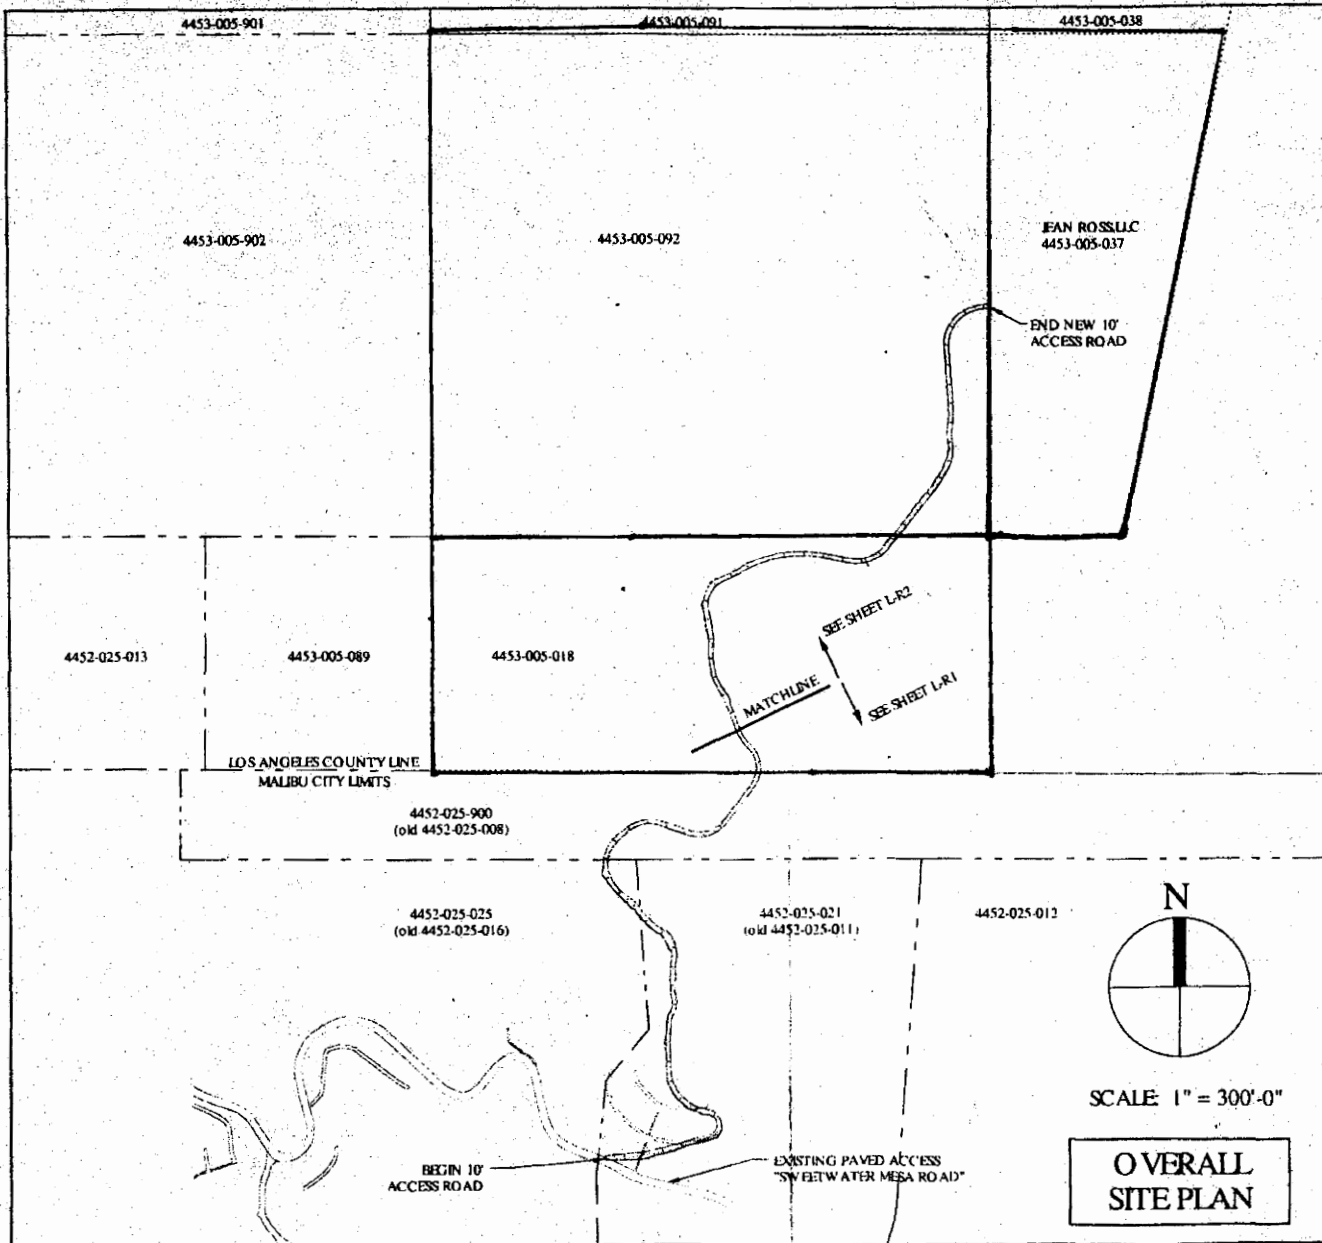 4453-005-901
4453-005-091
4453-005-038
4453-005-902
4453-005-092
JEAN ROSS,LLC
4453-005-037
END NEW 10'
ACCESS ROAD
SEE SHEET L-R2
4452-025-013
4453-005-089
4453-005-018
MATCHLINE
SEE SHEET L-R1
LOS ANGELES COUNTY LINE
MALIBU CITY LIMITS
4452-025-900
(old 4452-025-008)
4452-025-025
(old 4452-025-016)
4452-025-021
(old 4452-025-011)
4452-025-012
N
SCALE: 1" = 300'-0"
BEGIN 10'
ACCESS ROAD
EXISTING PAVED ACCESS
"SWEETWATER MESA ROAD"
OVERALL
SITE PLAN